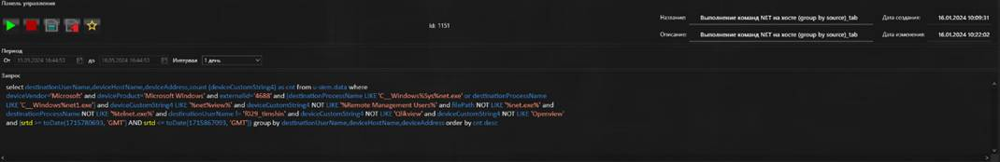 Панель управления
Id: 1151
Название: Выполнение команд NET на хосте (group by source)_tab
Дата создания: 16.01.2024 10:09:31
Описание: Выполнение команд NET на хосте (group by source)_tab
Дата изменения: 16.01.2024 10:22:02
Период
От 15.05.2024 16:44:53 до 16.05.2024 16:44:53 Интервал 1 день
Запрос
select destinationUserName,deviceHostName,deviceAddress,count (deviceCustomString4) as cnt from u-siem.data where
deviceVendor='Microsoft' and deviceProduct='Microsoft Windows' and externalId='4688' and (destinationProcessName LIKE 'C__Windows%Sys%net.exe' or destinationProcessName
LIKE 'C__Windows%net1.exe') and deviceCustomString4 LIKE '%net%view%' and deviceCustomString4 NOT LIKE '%Remote Management Users%' and filePath NOT LIKE '%net.exe%' and
destinationProcessName NOT LIKE '%telnet.exe%' and destinationUserName != 'f029_timshin' and deviceCustomString4 NOT LIKE 'Qlikview' and deviceCustomString4 NOT LIKE 'Openview'
and (srtd >= toDate(1715780693, 'GMT') AND srtd <= toDate(1715867093, 'GMT')) group by destinationUserName,deviceHostName,deviceAddress order by cnt desc